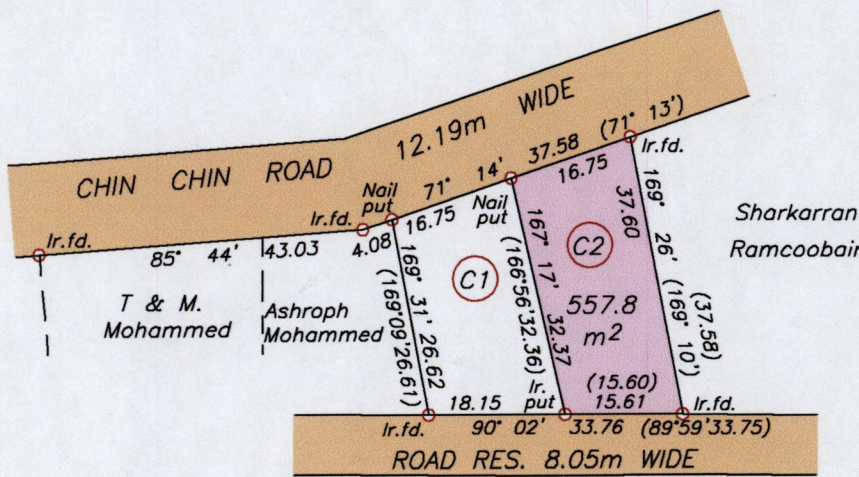 12.19m WIDE
CHIN CHIN ROAD
37.58 (71° 13')
71° 14'
16.75
16.75
Nail
put
Nail
put
Ir.fd.
Ir.fd.
Ir.fd.
85° 44' 43.03
4.08
T & M.
Mohammed
Ashroph
Mohammed
169° 31' 26.62
(169°09'26.61)
C1
167° 17' 32.37
(166°56'32.36)
C2
557.8
m²
37.60
169° 26'
(169° 10')
(37.58)
Sharkarran
Ramcoobair
18.15
Ir.
put
(15.60)
15.61
Ir.fd.
Ir.fd.
90° 02' 33.76 (89°59'33.75)
ROAD RES. 8.05m WIDE